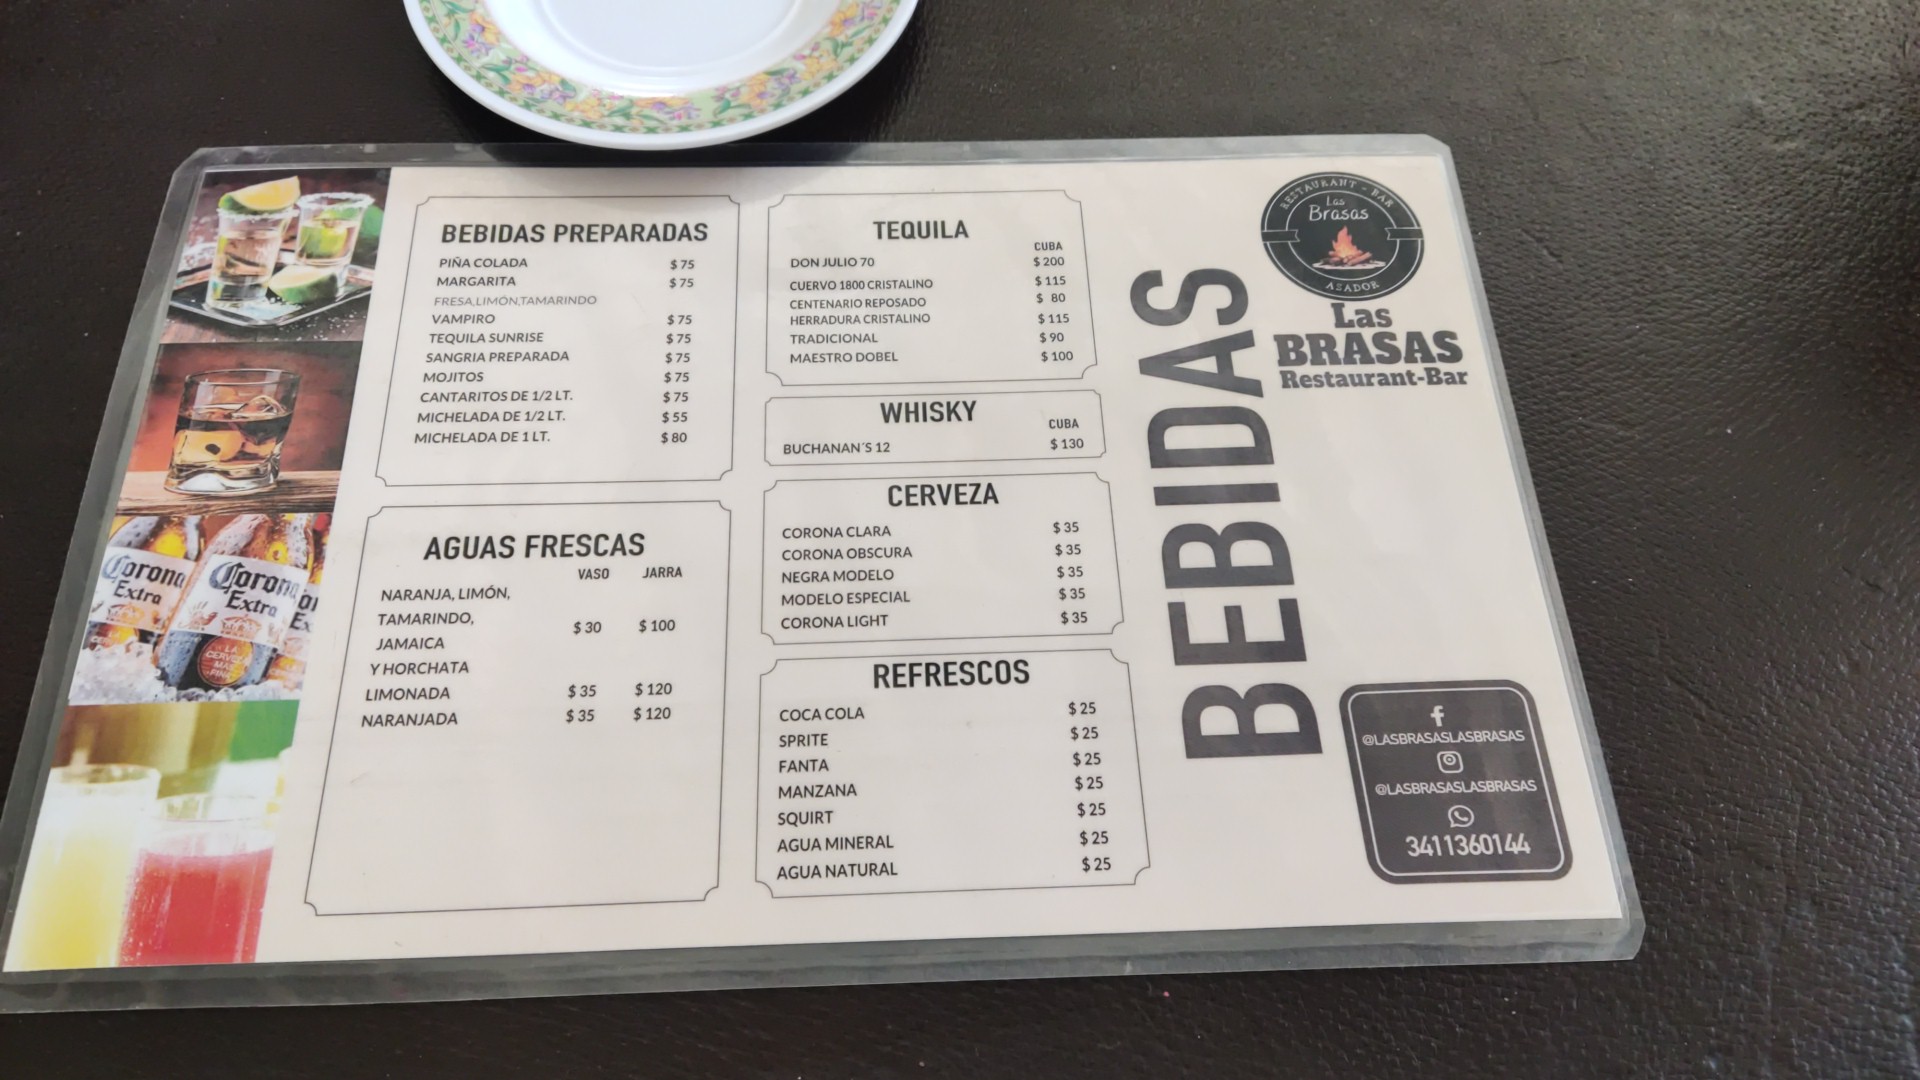 BEBIDAS PREPARADAS
PIÑA COLADA $ 75
MARGARITA $ 75
FRESA,LIMÓN,TAMARINDO
VAMPIRO $ 75
TEQUILA SUNRISE $ 75
SANGRIA PREPARADA $ 75
MOJITOS $ 75
CANTARITOS DE 1/2 LT. $ 75
MICHELADA DE 1/2 LT. $ 55
MICHELADA DE 1 LT. $ 80
AGUAS FRESCAS
VASO JARRA
NARANJA, LIMÓN,
TAMARINDO,
$ 30 $ 100
JAMAICA
Y HORCHATA
LIMONADA $ 35 $ 120
NARANJADA $ 35 $ 120
TEQUILA
CUBA
DON JULIO 70 $ 200
CUERVO 1800 CRISTALINO $ 115
CENTENARIO REPOSADO $ 80
HERRADURA CRISTALINO $ 115
TRADICIONAL $ 90
MAESTRO DOBEL $ 100
WHISKY
CUBA
BUCHANAN´S 12 $ 130
CERVEZA
CORONA CLARA $ 35
CORONA OBSCURA $ 35
NEGRA MODELO $ 35
MODELO ESPECIAL $ 35
CORONA LIGHT $ 35
REFRESCOS
COCA COLA $ 25
SPRITE $ 25
FANTA $ 25
MANZANA $ 25
SQUIRT $ 25
AGUA MINERAL $ 25
AGUA NATURAL $ 25
BEBIDAS
RESTAURANT - BAR
Las
Brasas
ASADOR
Las
BRASAS
Restaurant-Bar
@LASBRASASLASBRASAS
@LASBRASASLASBRASAS
3411360144
Corona
Extra
Corona
Extra
LA
CERVEZA
MAS
FINA